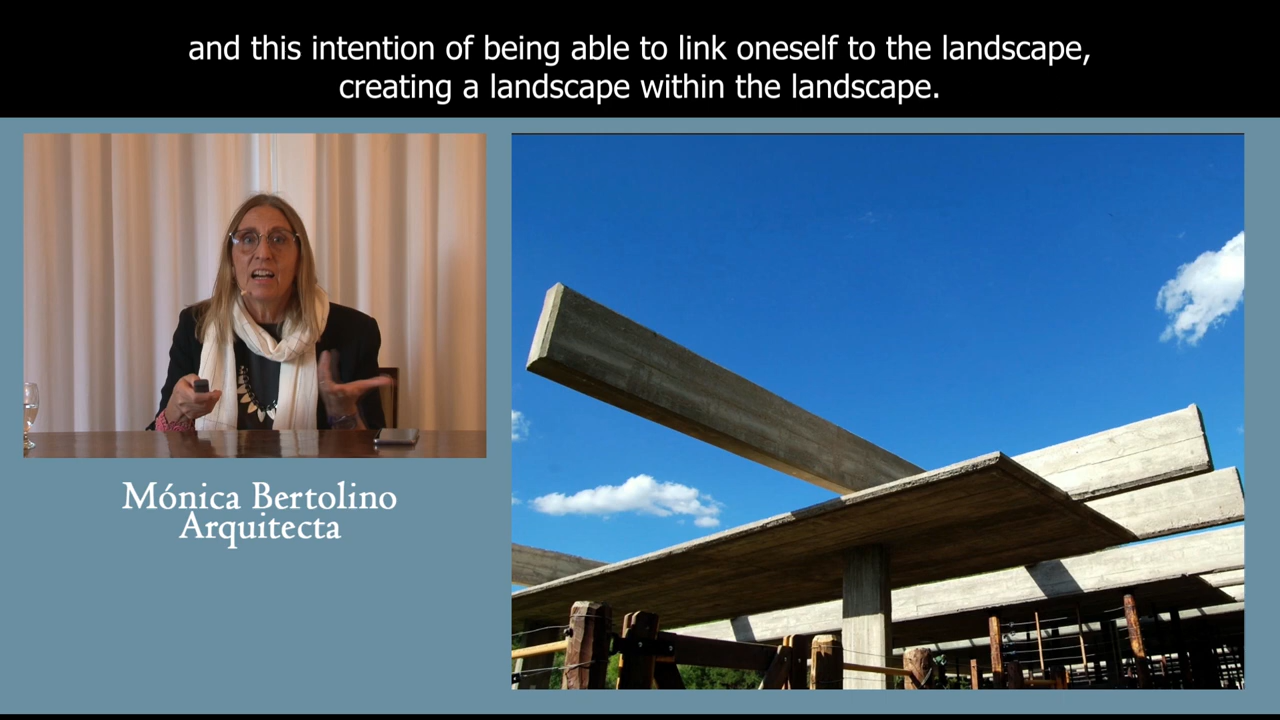 and this intention of being able to link oneself to the landscape,
creating a landscape within the landscape.
Mónica Bertolino
Arquitecta